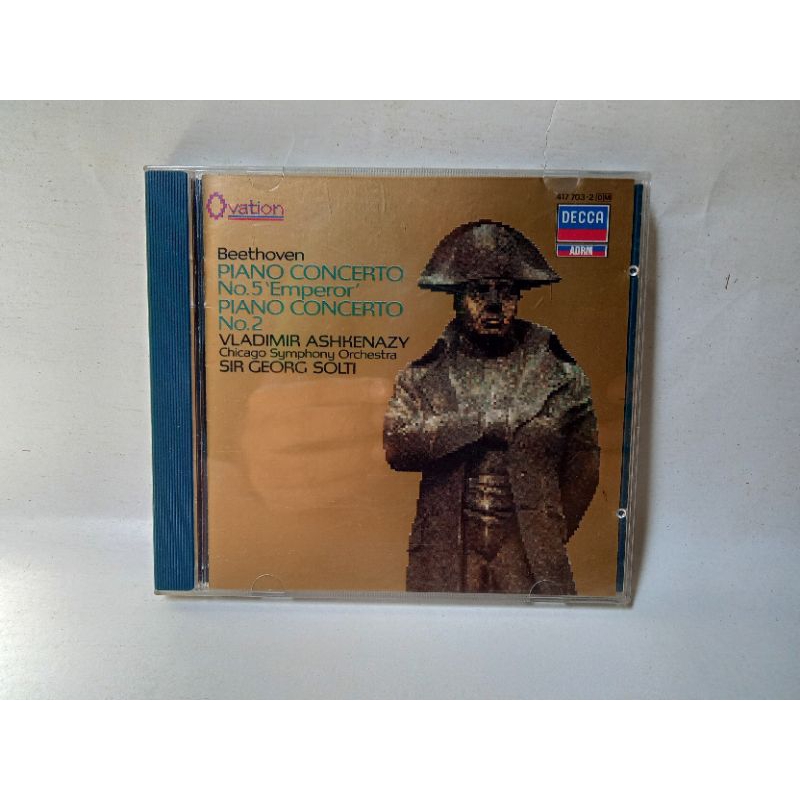 Ovation
417 703-2 DM
DECCA
ADRM
Beethoven
PIANO CONCERTO
No.5 'Emperor'
PIANO CONCERTO
No.2
VLADIMIR ASHKENAZY
Chicago Symphony Orchestra
SIR GEORG SOLTI